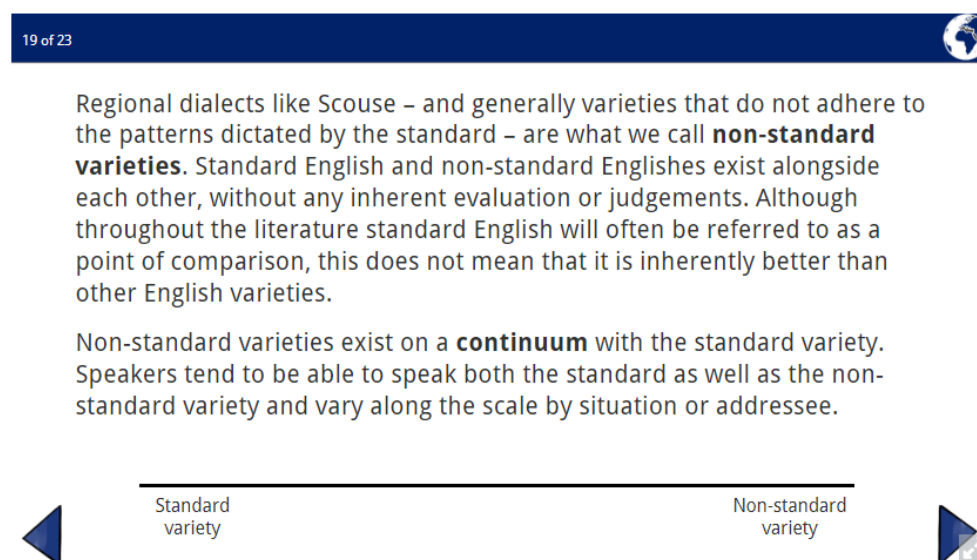 19 of 23
Regional dialects like Scouse – and generally varieties that do not adhere to
the patterns dictated by the standard – are what we call non-standard
varieties. Standard English and non-standard Englishes exist alongside
each other, without any inherent evaluation or judgements. Although
throughout the literature standard English will often be referred to as a
point of comparison, this does not mean that it is inherently better than
other English varieties.
Non-standard varieties exist on a continuum with the standard variety.
Speakers tend to be able to speak both the standard as well as the non-
standard variety and vary along the scale by situation or addressee.
Standard
variety
Non-standard
variety